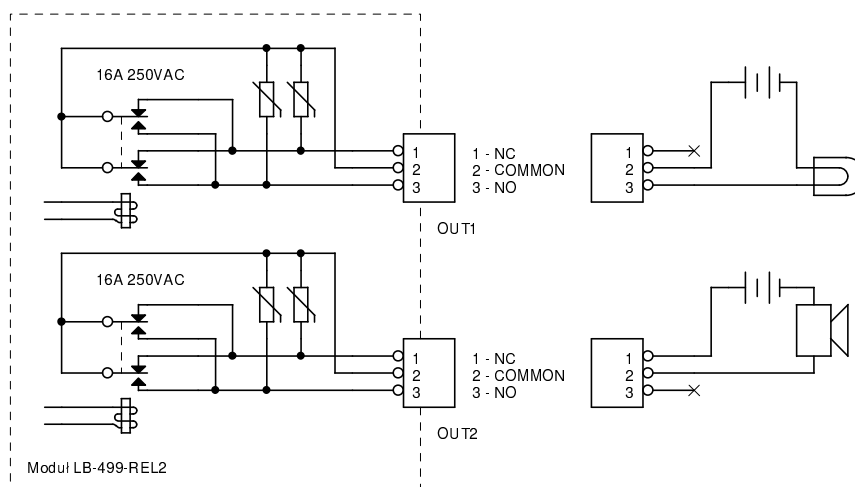 16A 250VAC
1
2
3
1 - NC
2 - COMMON
3 - NO
1
2
3
OUT1
16A 250VAC
1
2
3
1 - NC
2 - COMMON
3 - NO
1
2
3
OUT2
Moduł LB-499-REL2